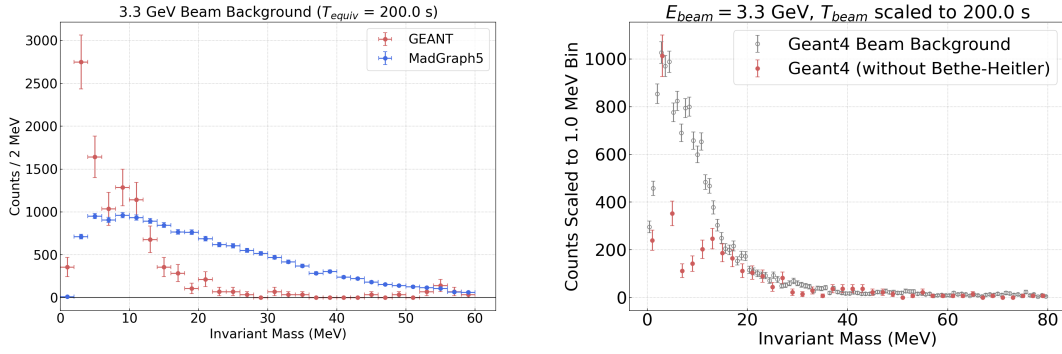 3.3 GeV Beam Background (T_equiv = 200.0 s)
3000
2500
2000
1500
1000
500
0
Counts / 2 MeV
GEANT
MadGraph5
0 10 20 30 40 50 60
Invariant Mass (MeV)
E_beam = 3.3 GeV, T_beam scaled to 200.0 s
1000
800
600
400
200
0
Counts Scaled to 1.0 MeV Bin
Geant4 Beam Background
Geant4 (without Bethe-Heitler)
0 20 40 60 80
Invariant Mass (MeV)